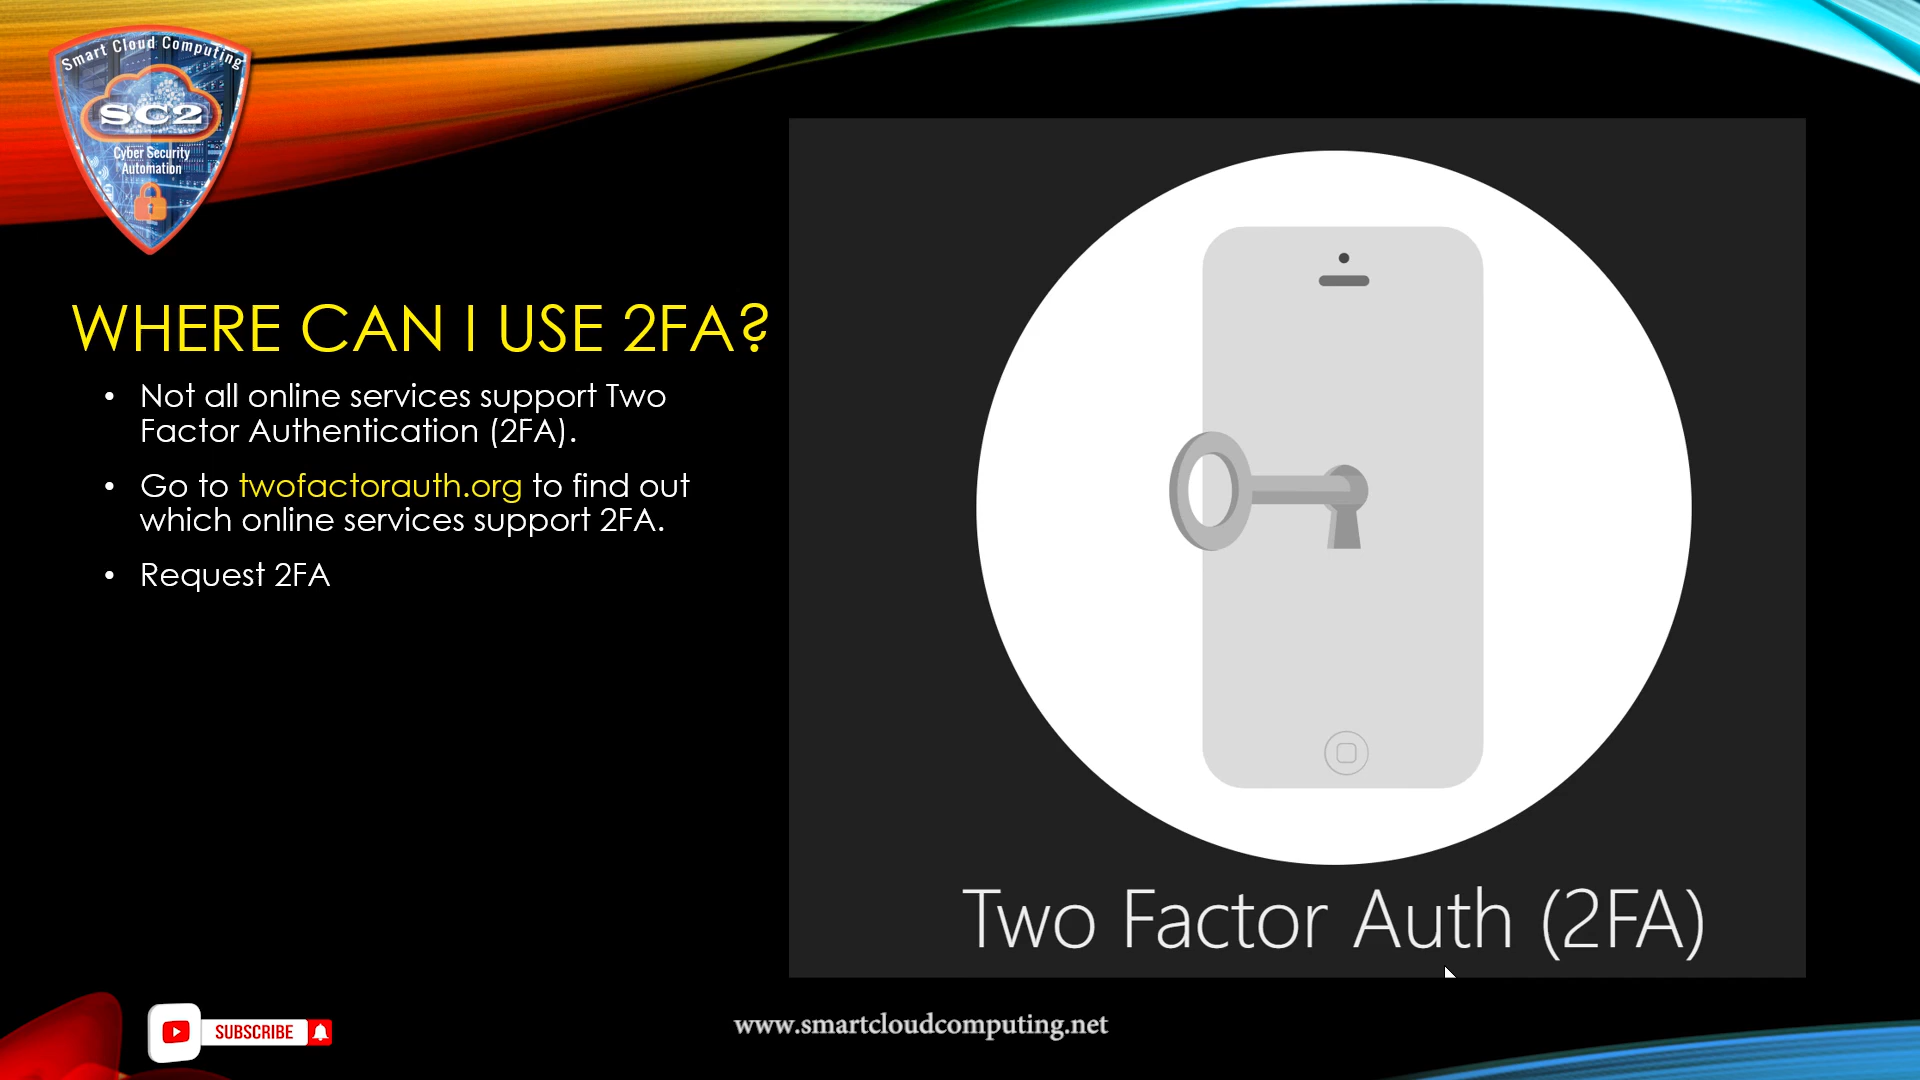 Smart Cloud Computing
SC2
Cyber Security
Automation
WHERE CAN I USE 2FA?
• Not all online services support Two
Factor Authentication (2FA).
• Go to twofactorauth.org to find out
which online services support 2FA.
• Request 2FA
Two Factor Auth (2FA)
SUBSCRIBE
www.smartcloudcomputing.net